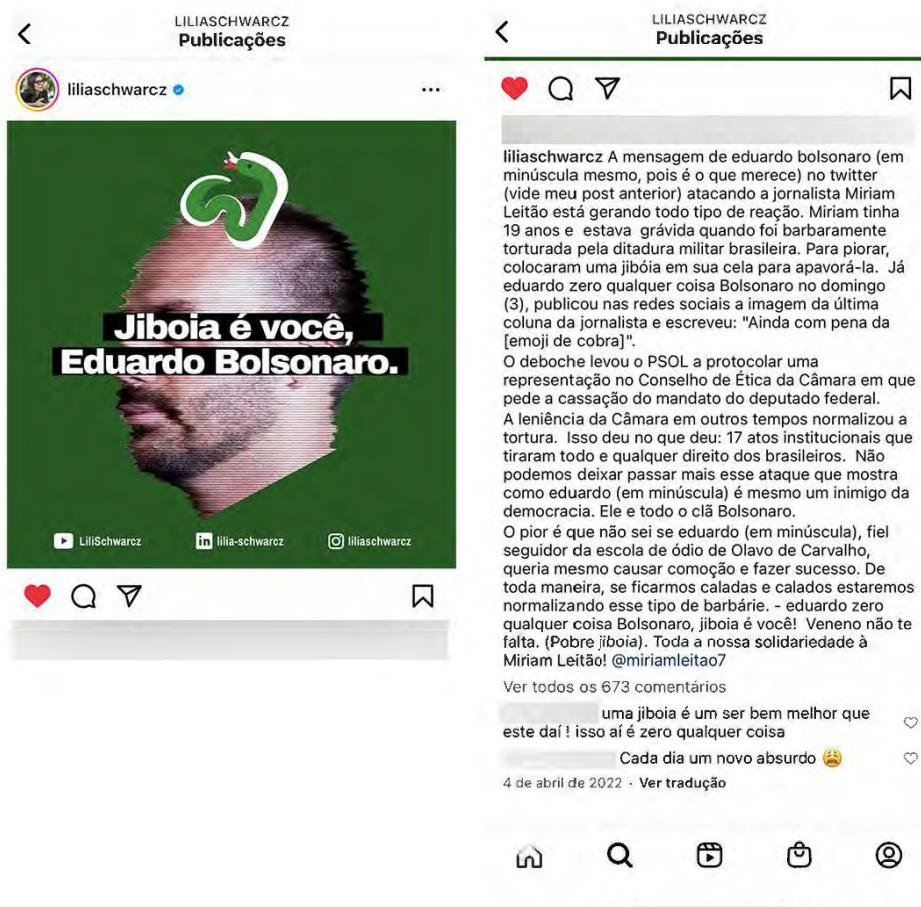 LILIASCHWARCZ
Publicações
liliaschwarcz
Jiboia é você,
Eduardo Bolsonaro.
LiliSchwarcz
lilia-schwarcz
liliaschwarcz
LILIASCHWARCZ
Publicações
liliaschwarcz A mensagem de eduardo bolsonaro (em
minúscula mesmo, pois é o que merece) no twitter
(vide meu post anterior) atacando a jornalista Miriam
Leitão está gerando todo tipo de reação. Miriam tinha
19 anos e estava grávida quando foi barbaramente
torturada pela ditadura militar brasileira. Para piorar,
colocaram uma jibóia em sua cela para apavorá-la. Já
eduardo zero qualquer coisa Bolsonaro no domingo
(3), publicou nas redes sociais a imagem da última
coluna da jornalista e escreveu: "Ainda com pena da
[emoji de cobra]".
O deboche levou o PSOL a protocolar uma
representação no Conselho de Ética da Câmara em que
pede a cassação do mandato do deputado federal.
A leniência da Câmara em outros tempos normalizou a
tortura. Isso deu no que deu: 17 atos institucionais que
tiraram todo e qualquer direito dos brasileiros. Não
podemos deixar passar mais esse ataque que mostra
como eduardo (em minúscula) é mesmo um inimigo da
democracia. Ele e todo o clã Bolsonaro.
O pior é que não sei se eduardo (em minúscula), fiel
seguidor da escola de ódio de Olavo de Carvalho,
queria mesmo causar comoção e fazer sucesso. De
toda maneira, se ficarmos caladas e calados estaremos
normalizando esse tipo de barbárie. - eduardo zero
qualquer coisa Bolsonaro, jiboia é você! Veneno não te
falta. (Pobre jiboia). Toda a nossa solidariedade à
Miriam Leitão! @miriamleitao7
Ver todos os 673 comentários
uma jiboia é um ser bem melhor que
este daí ! isso aí é zero qualquer coisa
Cada dia um novo absurdo 😩
4 de abril de 2022 · Ver tradução